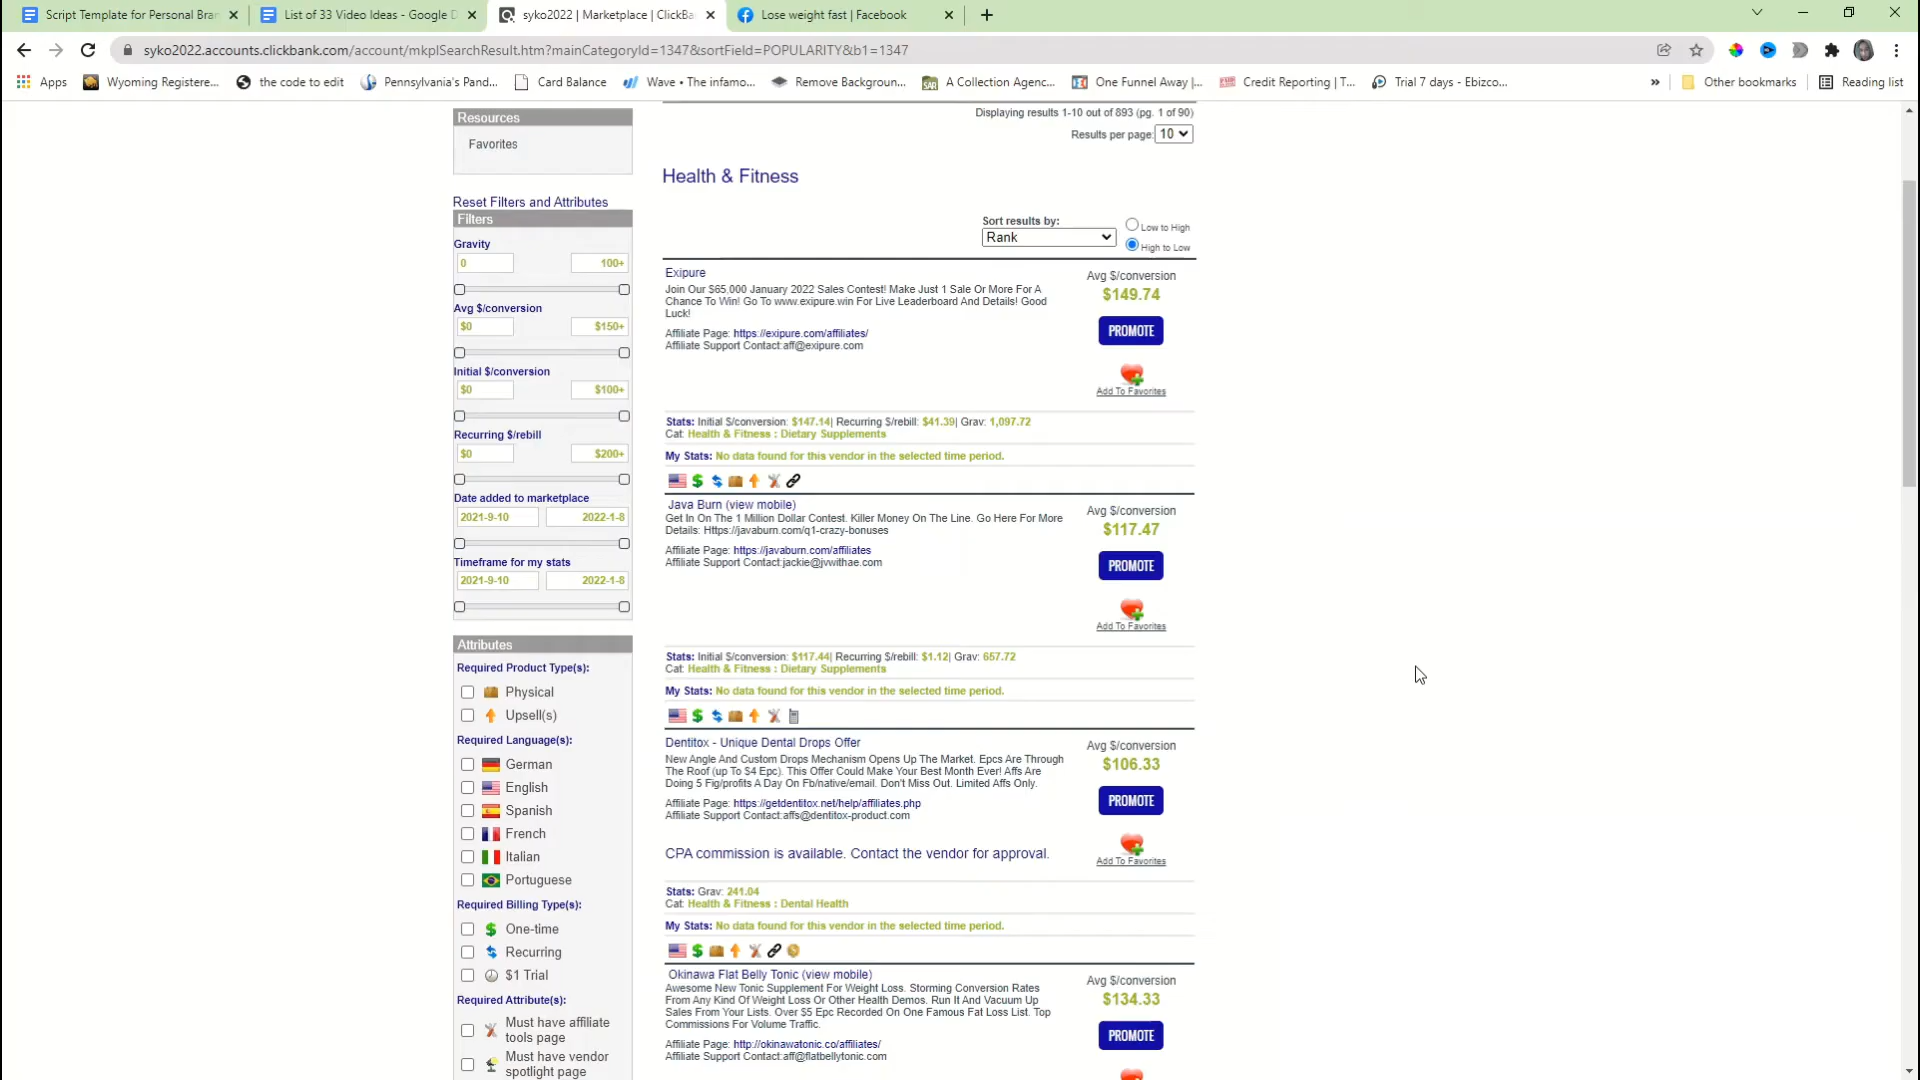 Script Template for Personal Bran
List of 33 Video Ideas - Google D
syko2022 | Marketplace | ClickBa
Lose weight fast | Facebook
syko2022.accounts.clickbank.com/account/mkplSearchResult.htm?mainCategoryId=1347&sortField=POPULARITY&b1=1347
Apps
Wyoming Registere...
the code to edit
Pennsylvania's Pand...
Card Balance
Wave • The infamo...
Remove Backgroun...
A Collection Agenc...
One Funnel Away |...
Credit Reporting | T...
Trial 7 days - Ebizco...
»
Other bookmarks
Reading list
Resources
Favorites
Reset Filters and Attributes
Filters
Gravity
0 100+
Avg $/conversion
$0 $150+
Initial $/conversion
$0 $100+
Recurring $/rebill
$0 $200+
Date added to marketplace
2021-9-10 2022-1-8
Timeframe for my stats
2021-9-10 2022-1-8
Attributes
Required Product Type(s):
Physical
Upsell(s)
Required Language(s):
German
English
Spanish
French
Italian
Portuguese
Required Billing Type(s):
One-time
Recurring
$1 Trial
Required Attribute(s):
Must have affiliate
tools page
Must have vendor
spotlight page
Displaying results 1-10 out of 893 (pg. 1 of 90)
Results per page: 10
Health & Fitness
Sort results by:
Rank
Low to High
High to Low
Exipure
Join Our $65,000 January 2022 Sales Contest! Make Just 1 Sale Or More For A
Chance To Win! Go To www.exipure.win For Live Leaderboard And Details! Good
Luck!
Affiliate Page: https://exipure.com/affiliates/
Affiliate Support Contact:aff@exipure.com
Avg $/conversion
$149.74
PROMOTE
Add To Favorites
Stats: Initial $/conversion: $147.14| Recurring $/rebill: $41.39| Grav: 1,097.72
Cat: Health & Fitness : Dietary Supplements
My Stats: No data found for this vendor in the selected time period.
Java Burn (view mobile)
Get In On The 1 Million Dollar Contest. Killer Money On The Line. Go Here For More
Details: Https://javaburn.com/q1-crazy-bonuses
Affiliate Page: https://javaburn.com/affiliates
Affiliate Support Contact:jackie@jvwithae.com
Avg $/conversion
$117.47
PROMOTE
Add To Favorites
Stats: Initial $/conversion: $117.44| Recurring $/rebill: $1.12| Grav: 657.72
Cat: Health & Fitness : Dietary Supplements
My Stats: No data found for this vendor in the selected time period.
Dentitox - Unique Dental Drops Offer
New Angle And Custom Drops Mechanism Opens Up The Market. Epcs Are Through
The Roof (up To $4 Epc). This Offer Could Make Your Best Month Ever! Affs Are
Doing 5 Fig/profits A Day On Fb/native/email. Don't Miss Out. Limited Affs Only.
Affiliate Page: https://getdentitox.net/help/affiliates.php
Affiliate Support Contact:affs@dentitox-product.com
CPA commission is available. Contact the vendor for approval.
Avg $/conversion
$106.33
PROMOTE
Add To Favorites
Stats: Grav: 241.04
Cat: Health & Fitness : Dental Health
My Stats: No data found for this vendor in the selected time period.
Okinawa Flat Belly Tonic (view mobile)
Awesome New Tonic Supplement For Weight Loss. Storming Conversion Rates
From Any Kind Of Weight Loss Or Other Health Demos. Run It And Vacuum Up
Sales From Your Lists. Over $5 Epc Recorded On One Famous Fat Loss List. Top
Commissions For Volume Traffic.
Affiliate Page: http://okinawatonic.co/affiliates/
Affiliate Support Contact:aff@flatbellytonic.com
Avg $/conversion
$134.33
PROMOTE